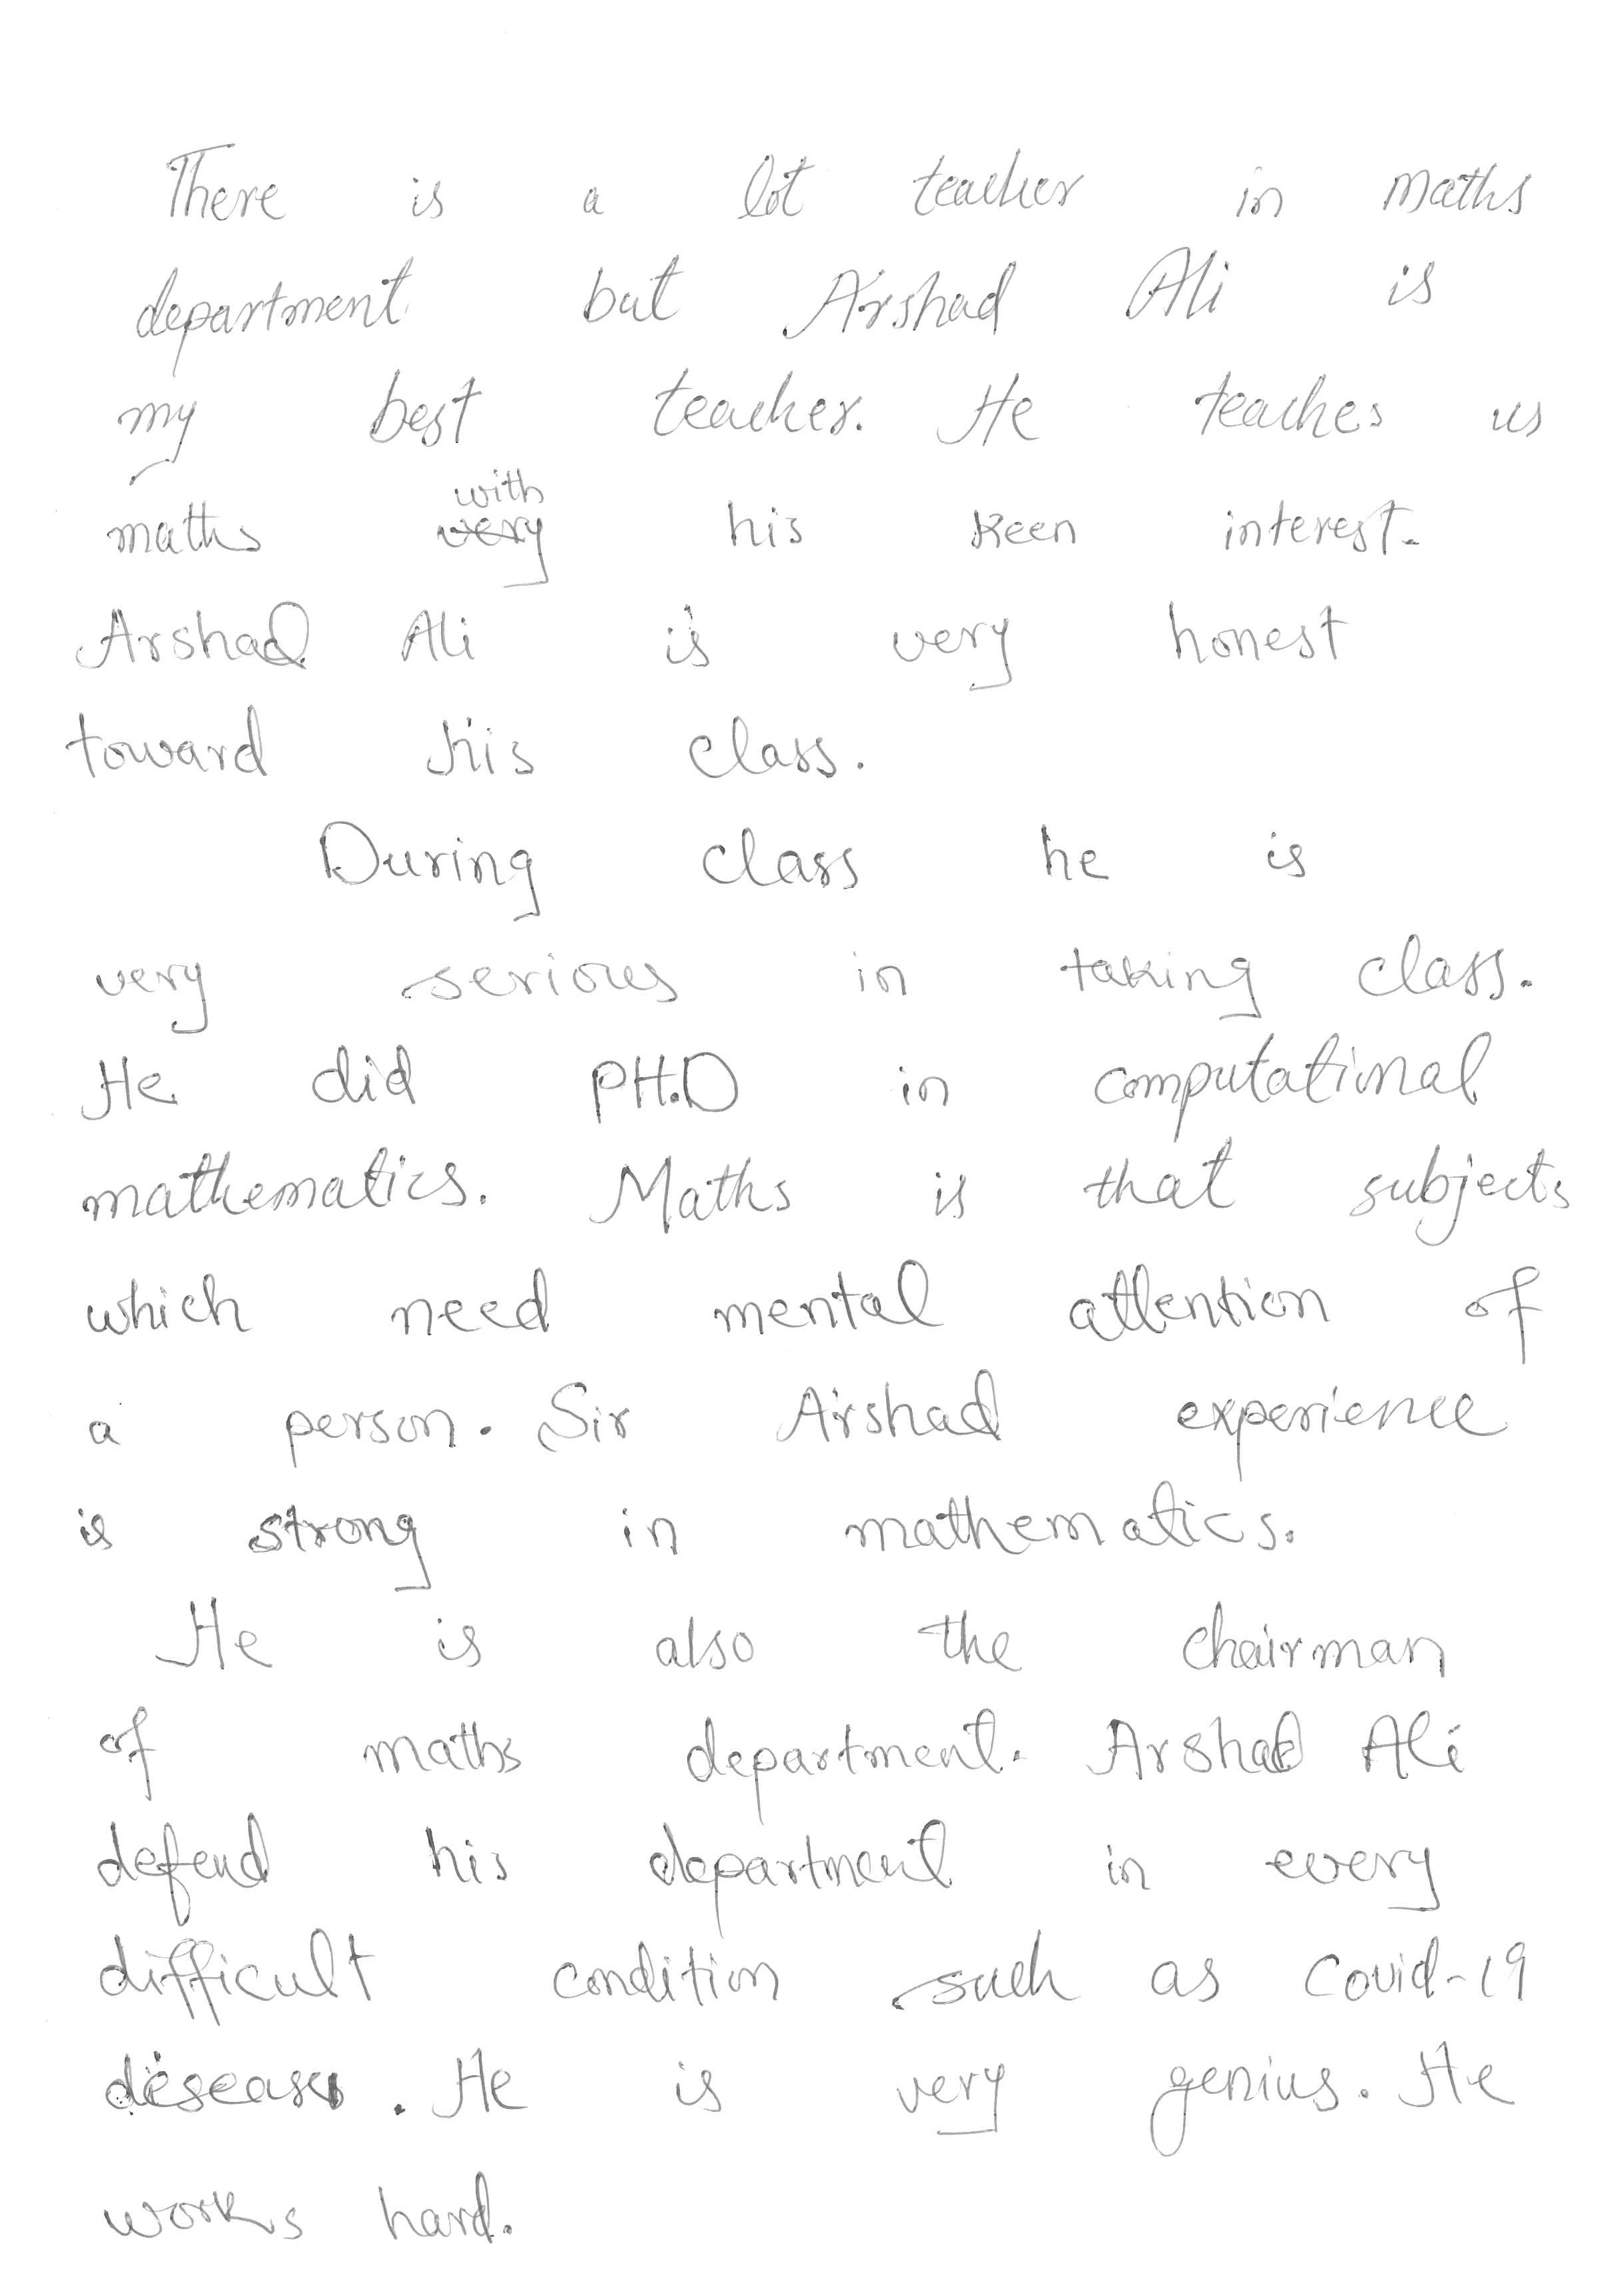 There is a lot teacher in maths
department but Arshad Ali is
my best teacher. He teaches us
maths with his keen interest.
Arshad Ali is very honest
toward his class.
During class he is
very serious in taking class.
He did PH.D in computational
mathematics. Maths is that subjects
which need mental attention of
a person. Sir Arshad experience
is strong in mathematics.
He is also the chairman
of maths department. Arshad Ali
defend his department in every
difficult condition such as Covid-19
. He is very genius. He
works hard.